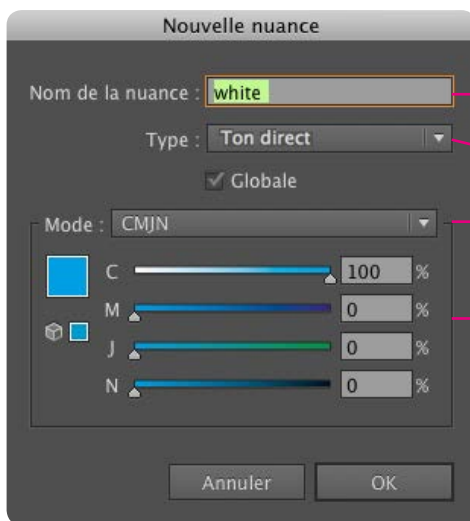 Nouvelle nuance
Nom de la nuance : white
Type : Ton direct
Globale
Mode : CMJN
C 100 %
M 0 %
J 0 %
N 0 %
Annuler OK